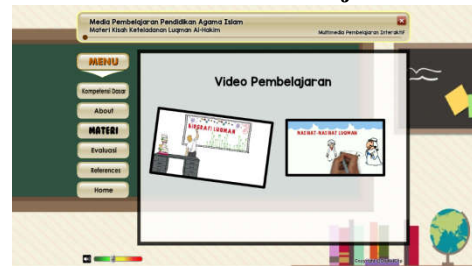 Media Pembelajaran Pendidikan Agama Islam
Materi Kisah Keteladanan Luqman Al-Hakim
Multimedia Pembelajaran Interaktif
MENU
Kompetensi Dasar
About
MATERI
Evaluasi
References
Home
Video Pembelajaran
BIOGRAFI LUQMAN
NASIHAT-NASIHAT LUQMAN